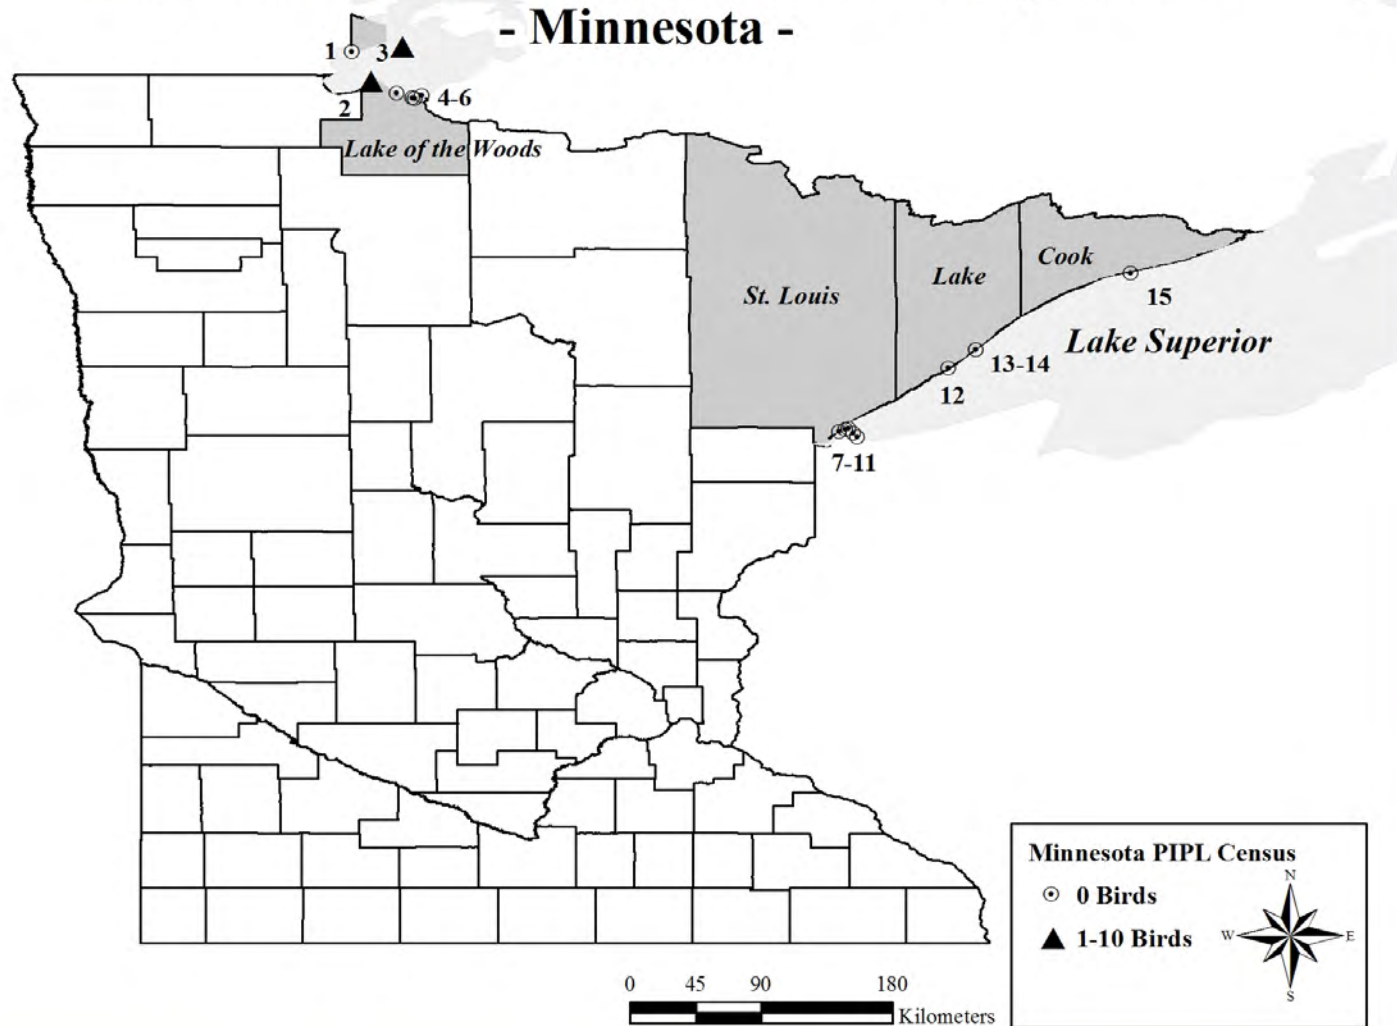 - Minnesota -
1
3
2
4-6
Lake of the Woods
St. Louis
Lake
Cook
15
Lake Superior
13-14
12
7-11
Minnesota PIPL Census
0 Birds
1-10 Birds
N
W
E
S
0 45 90 180
Kilometers